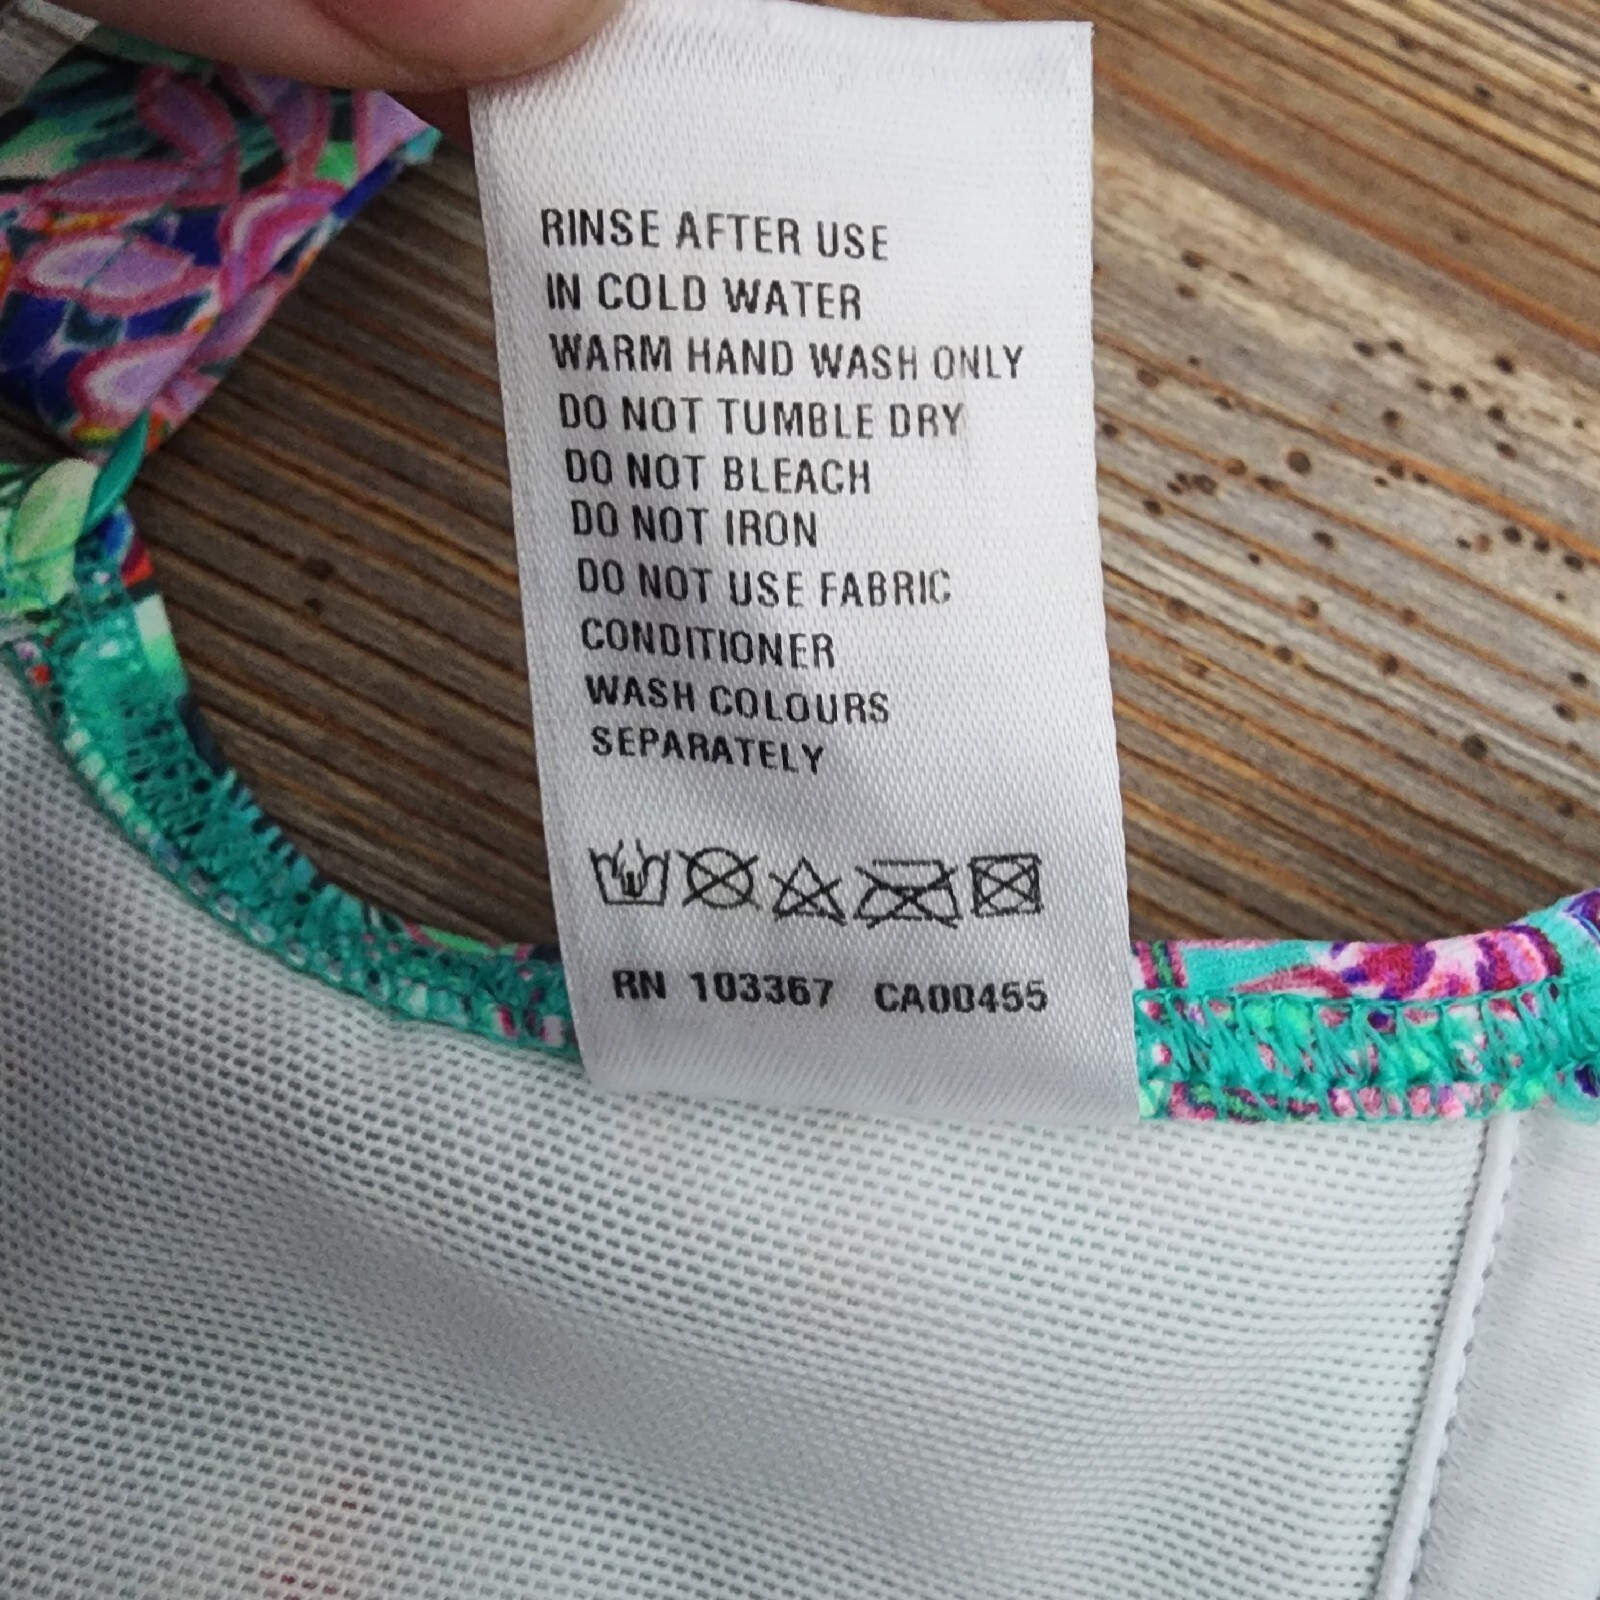 RINSE AFTER USE
IN COLD WATER
WARM HAND WASH ONLY
DO NOT TUMBLE DRY
DO NOT BLEACH
DO NOT IRON
DO NOT USE FABRIC
CONDITIONER
WASH COLOURS
SEPARATELY
RN 103367 CA00455